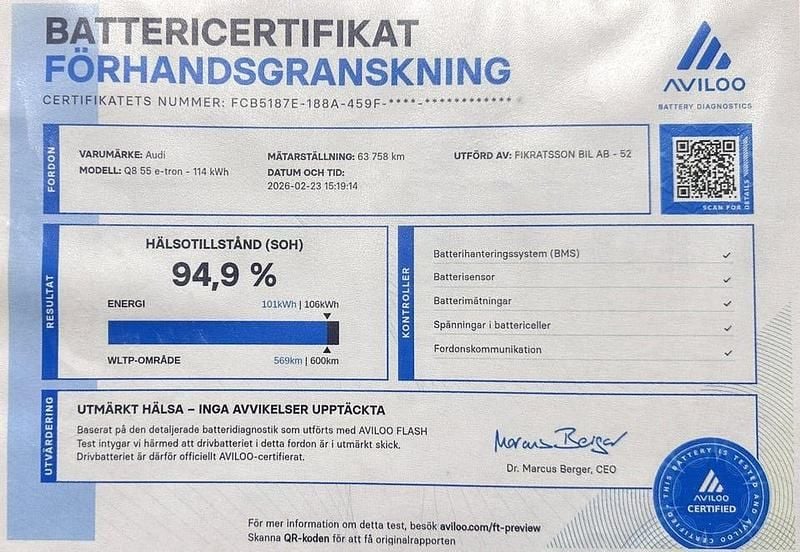 BATTERICERTIFIKAT
FÖRHANDSGRANSKNING
CERTIFIKATETS NUMMER: FCB5187E-188A-459F-****-************
AVILOO
BATTERY DIAGNOSTICS
FORDON
VARUMÄRKE: Audi
MODELL: Q8 55 e-tron - 114 kWh
MÄTARSTÄLLNING: 63 758 km
DATUM OCH TID:
2026-02-23 15:19:14
UTFÖRD AV: FIKRATSSON BIL AB - 52
SCAN FOR DETAILS
RESULTAT
HÄLSOTILLSTÅND (SOH)
94,9 %
ENERGI
101kWh | 106kWh
WLTP-OMRÅDE
569km | 600km
KONTROLLER
Batterihanteringssystem (BMS) ✓
Batterisensor ✓
Batterimätningar ✓
Spänningar i battericeller ✓
Fordonskommunikation ✓
UTVÄRDERING
UTMÄRKT HÄLSA – INGA AVVIKELSER UPPTÄCKTA
Baserat på den detaljerade batteridiagnostik som utförts med AVILOO FLASH
Test intygar vi härmed att drivbatteriet i detta fordon är i utmärkt skick.
Drivbatteriet är därför officiellt AVILOO-certifierat.
Marcus Berger
Dr. Marcus Berger, CEO
THIS BATTERY IS TESTED AND CERTIFIED
AVILOO
CERTIFIED
För mer information om detta test, besök aviloo.com/ft-preview
Skanna QR-koden för att få originalrapporten